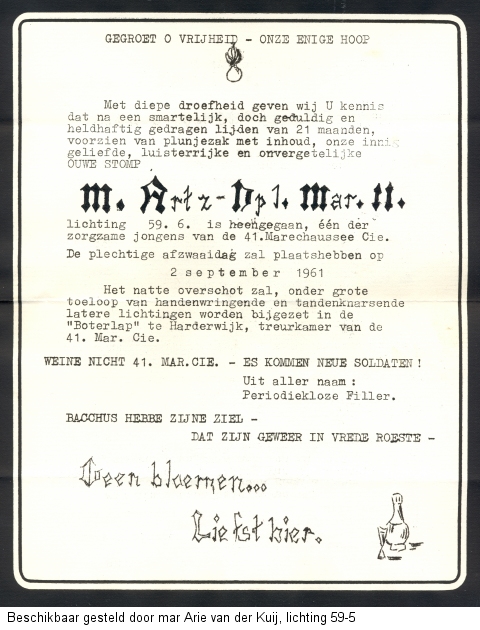 GEGROET O VRIJHEID - ONZE ENIGE HOOP
Met diepe droefheid geven wij U kennis
dat na een smartelijk, doch geduldig en
heldhaftig gedragen lijden van 21 maanden,
voorzien van plunjezak met inhoud, onze innig
geliefde, luisterrijke en onvergetelijke
OUWE STOMP
M. Artz - Dpl. Mar. II.
lichting 59.6. is heengegaan, één der
zorgzame jongens van de 41.Marechaussee Cie.
De plechtige afzwaaidag zal plaatshebben op
2 september 1961
Het natte overschot zal, onder grote
toeloop van handenwringende en tandenknarsende
latere lichtingen worden bijgezet in de
"Boterlap" te Harderwijk, treurkamer van de
41. Mar. Cie.
WEINE NICHT 41. MAR.CIE. - ES KOMMEN NEUE SOLDATEN!
Uit aller naam:
Periodiekloze Filler.
BACCHUS HEBBE ZIJNE ZIEL -
DAT ZIJN GEWEER IN VREDE ROESTE -
Geen bloemen...
Liefst bier.
Beschikbaar gesteld door mar Arie van der Kuij, lichting 59-5